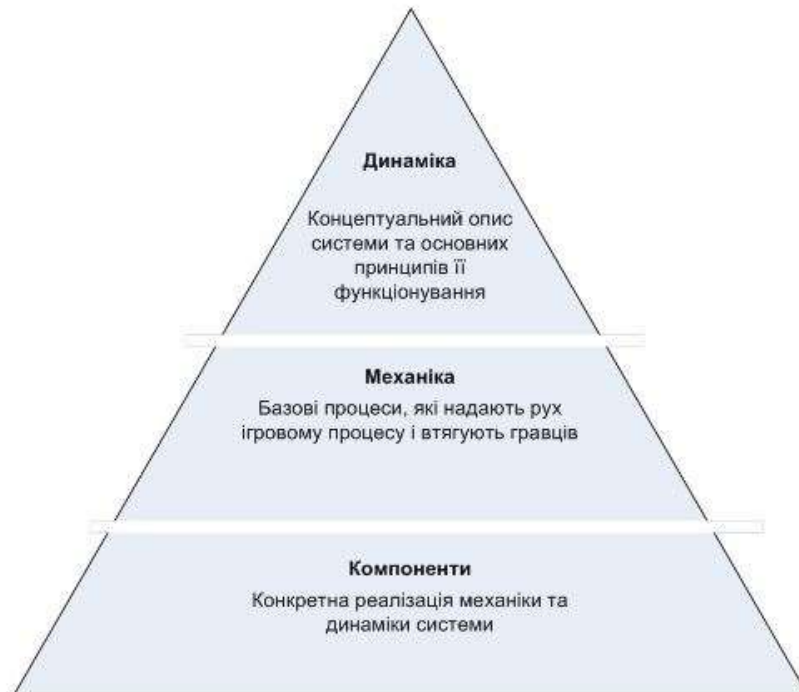 Динаміка
Концептуальний опис
системи та основних
принципів її
функціонування
Механіка
Базові процеси, які надають рух
ігровому процесу і втягують гравців
Компоненти
Конкретна реалізація механіки та
динаміки системи